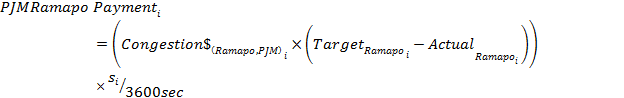 PJMRamapo Payment_i
= (Congestion$_(Ramapo,PJM)_i × (Target_Ramapo_i − Actual_Ramapo_i))
× s_i/3600sec